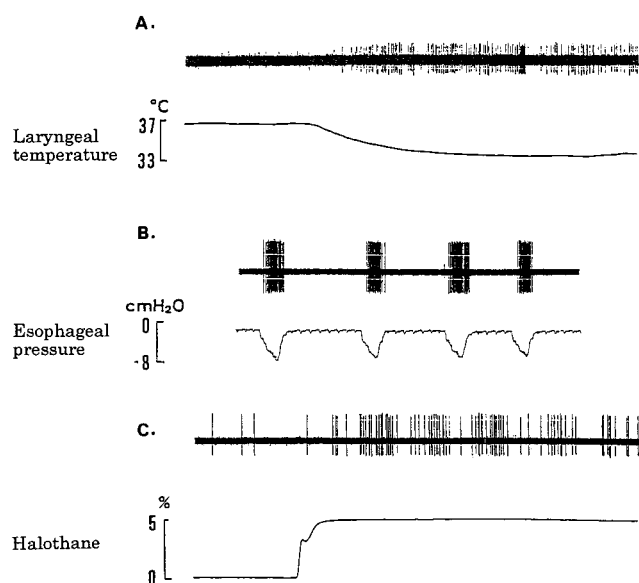 A.
°C
37
Laryngeal
temperature
33
B.
cmH₂O
0
Esophageal
pressure
-8
C.
%
5
Halothane
0